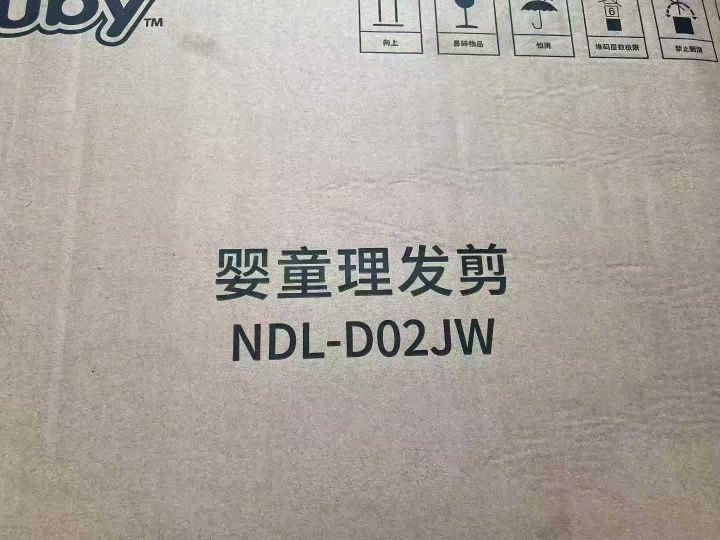 uby™
向上
易碎物品
怕雨
6
堆码层数极限
禁止翻滚
婴童理发剪
NDL-D02JW